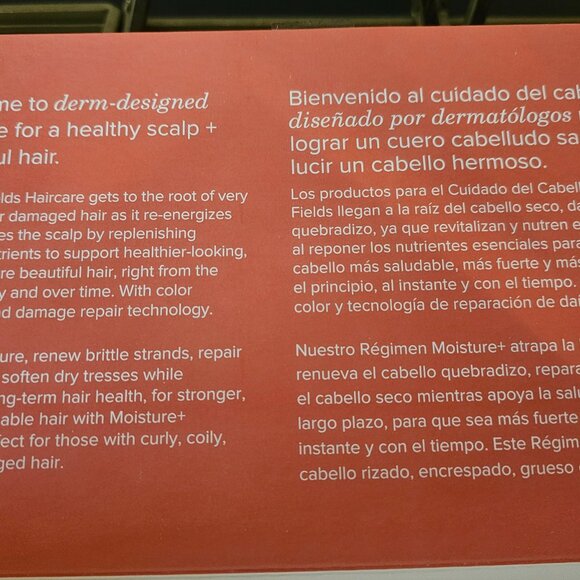 me to derm-designed
e for a healthy scalp +
ul hair.
elds Haircare gets to the root of very
r damaged hair as it re-energizes
es the scalp by replenishing
trients to support healthier-looking,
re beautiful hair, right from the
y and over time. With color
nd damage repair technology.
ure, renew brittle strands, repair
soften dry tresses while
ng-term hair health, for stronger,
able hair with Moisture+
fect for those with curly, coily,
ged hair.
Bienvenido al cuidado del cab
diseñado por dermatólogos
lograr un cuero cabelludo sa
lucir un cabello hermoso.
Los productos para el Cuidado del Cabell
Fields llegan a la raíz del cabello seco, da
quebradizo, ya que revitalizan y nutren e
al reponer los nutrientes esenciales para
cabello más saludable, más fuerte y más
el principio, al instante y con el tiempo.
color y tecnología de reparación de dañ
Nuestro Régimen Moisture+ atrapa la
renueva el cabello quebradizo, repara
el cabello seco mientras apoya la salu
largo plazo, para que sea más fuerte
instante y con el tiempo. Este Régim
cabello rizado, encrespado, grueso